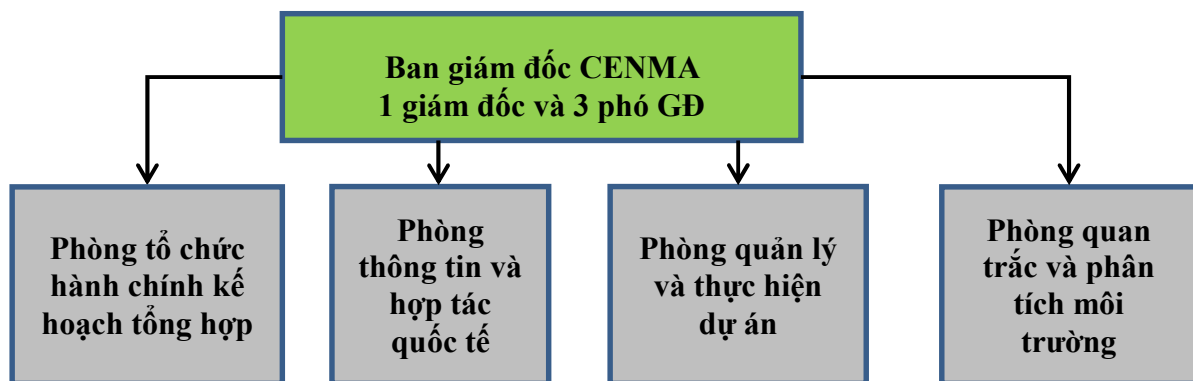 Ban giám đốc CENMA
1 giám đốc và 3 phó GĐ
Phòng tổ chức
hành chính kế
hoạch tổng hợp
Phòng
thông tin và
hợp tác
quốc tế
Phòng quản lý
và thực hiện
dự án
Phòng quan
trắc và phân
tích môi
trường